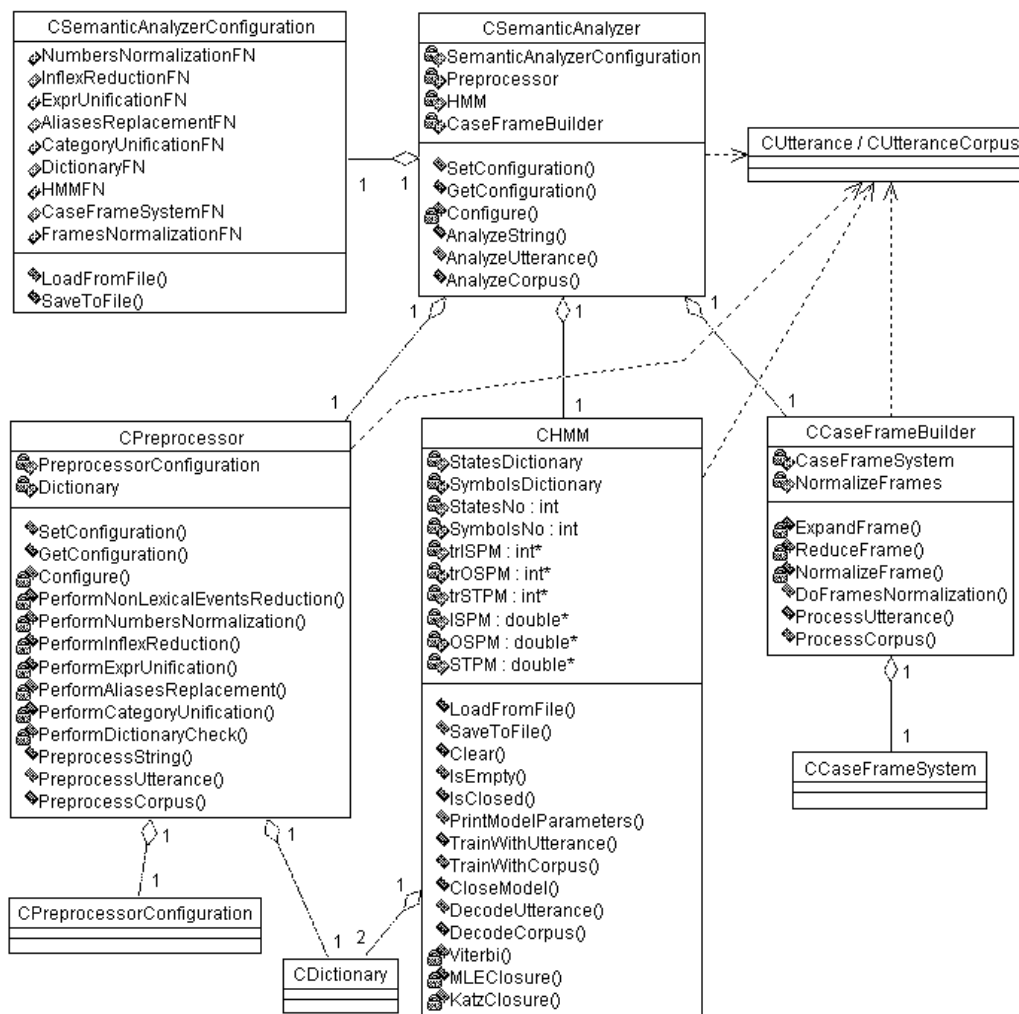 CSemanticAnalyzerConfiguration
NumbersNormalizationFN
InflexReductionFN
ExprUnificationFN
AliasesReplacementFN
CategoryUnificationFN
DictionaryFN
HMMFN
CaseFrameSystemFN
FramesNormalizationFN
LoadFromFile()
SaveToFile()
1
1
CSemanticAnalyzer
SemanticAnalyzerConfiguration
Preprocessor
HMM
CaseFrameBuilder
SetConfiguration()
GetConfiguration()
Configure()
AnalyzeString()
AnalyzeUtterance()
AnalyzeCorpus()
CUtterance / CUtteranceCorpus
1
1
1
1
1
1
CPreprocessor
PreprocessorConfiguration
Dictionary
SetConfiguration()
GetConfiguration()
Configure()
PerformNonLexicalEventsReduction()
PerformNumbersNormalization()
PerformInflexReduction()
PerformExprUnification()
PerformAliasesReplacement()
PerformCategoryUnification()
PerformDictionaryCheck()
PreprocessString()
PreprocessUtterance()
PreprocessCorpus()
CHMM
StatesDictionary
SymbolsDictionary
StatesNo : int
SymbolsNo : int
trISPM : int*
trOSPM : int*
trSTPM : int*
ISPM : double*
OSPM : double*
STPM : double*
LoadFromFile()
SaveToFile()
Clear()
IsEmpty()
IsClosed()
PrintModelParameters()
TrainWithUtterance()
TrainWithCorpus()
CloseModel()
DecodeUtterance()
DecodeCorpus()
Viterbi()
MLEClosure()
KatzClosure()
CCaseFrameBuilder
CaseFrameSystem
NormalizeFrames
ExpandFrame()
ReduceFrame()
NormalizeFrame()
DoFramesNormalization()
ProcessUtterance()
ProcessCorpus()
1
1
CCaseFrameSystem
1
1
1
1
1
2
CPreprocessorConfiguration
CDictionary